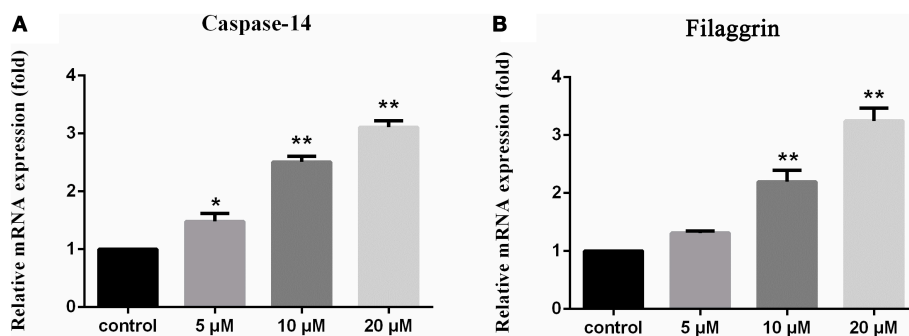 A
Caspase-14
Relative mRNA expression (fold)
4
3
2
1
0
*
**
**
control 5 µM 10 µM 20 µM
B
Filaggrin
Relative mRNA expression (fold)
4
3
2
1
0
**
**
control 5 µM 10 µM 20 µM